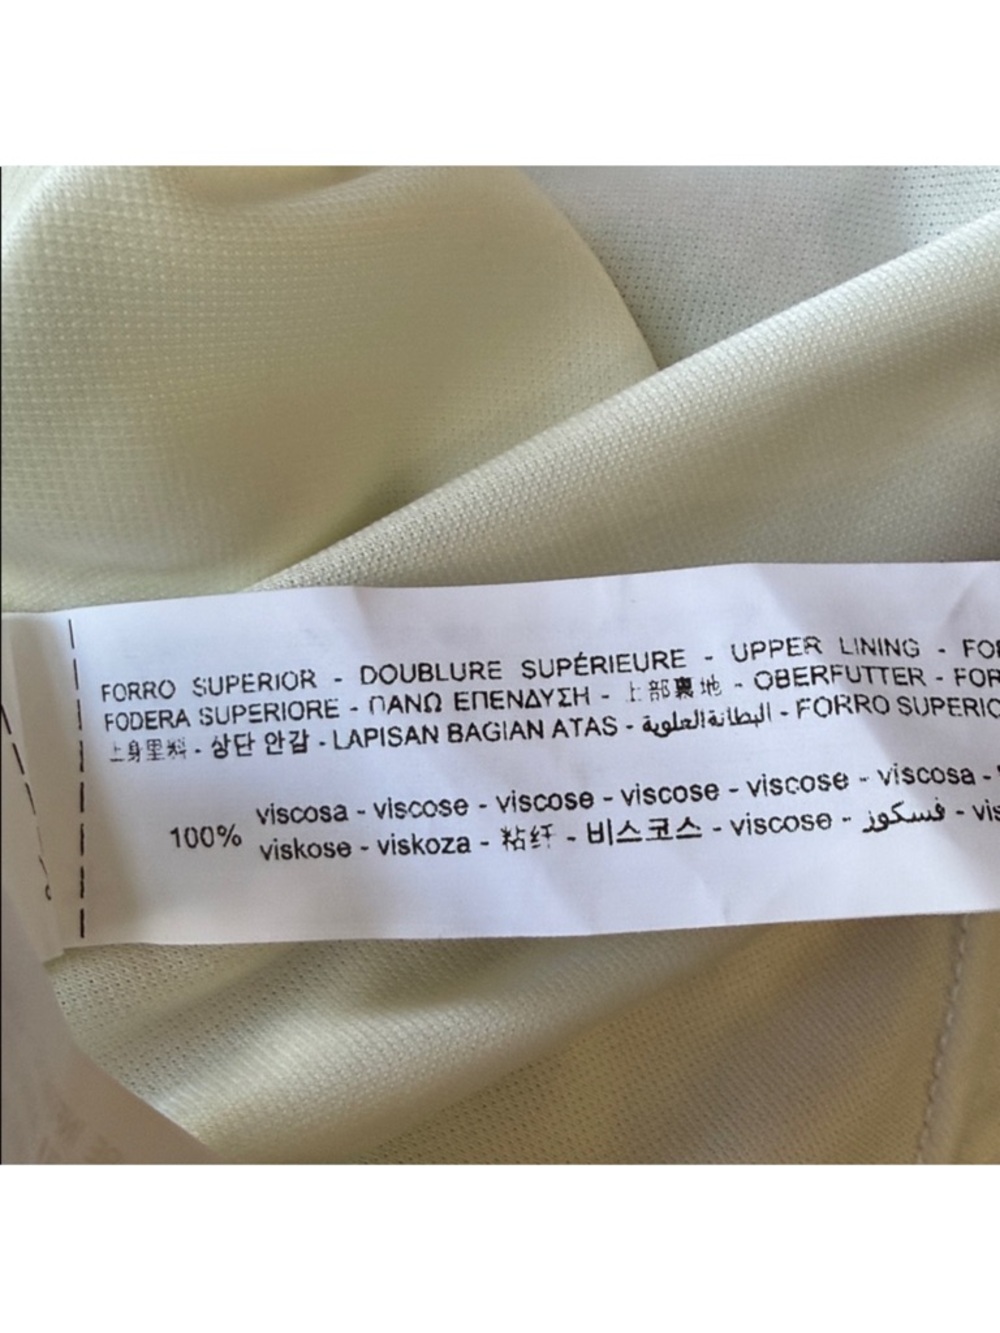 FORRO SUPERIOR - DOUBLURE SUPÉRIEURE - UPPER LINING -
FODERA SUPERIORE - ΠΑΝΩ ΕΠΕΝΔΥΣΗ - 上部裏地 - OBERFUTTER -
上身里料 - 상단 안감 - LAPISAN BAGIAN ATAS - البطانة العلوية - FORRO
viscosa - viscose - viscose - viscose - viscose - viscosa -
100%
viskose - viskoza - 粘纤 - 비스코스 - viscose - فسكوز -